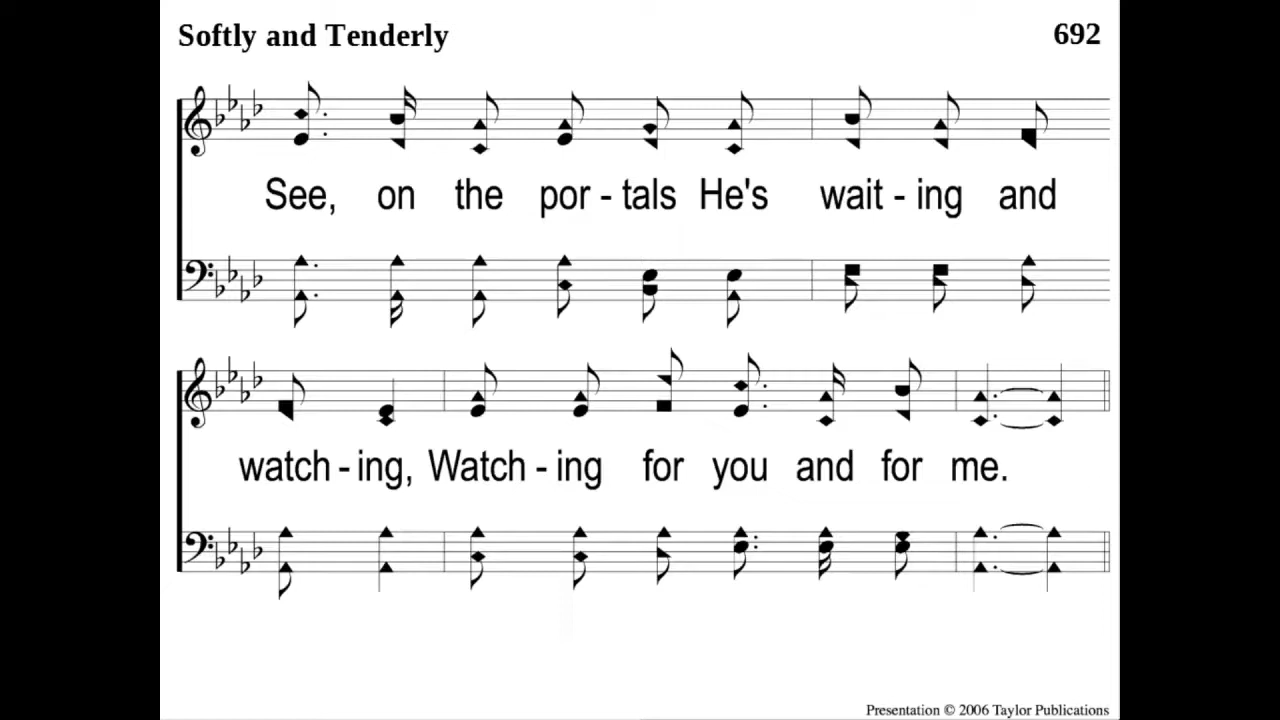 Softly and Tenderly 692
See, on the por - tals He's wait - ing and
watch - ing, Watch - ing for you and for me.
Presentation © 2006 Taylor Publications